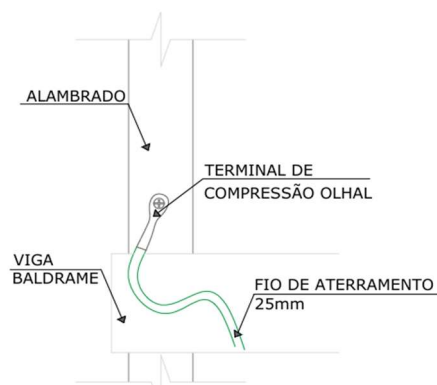 ALAMBRADO
TERMINAL DE
COMPRESSÃO OLHAL
VIGA
BALDRAME
FIO DE ATERRAMENTO
25mm